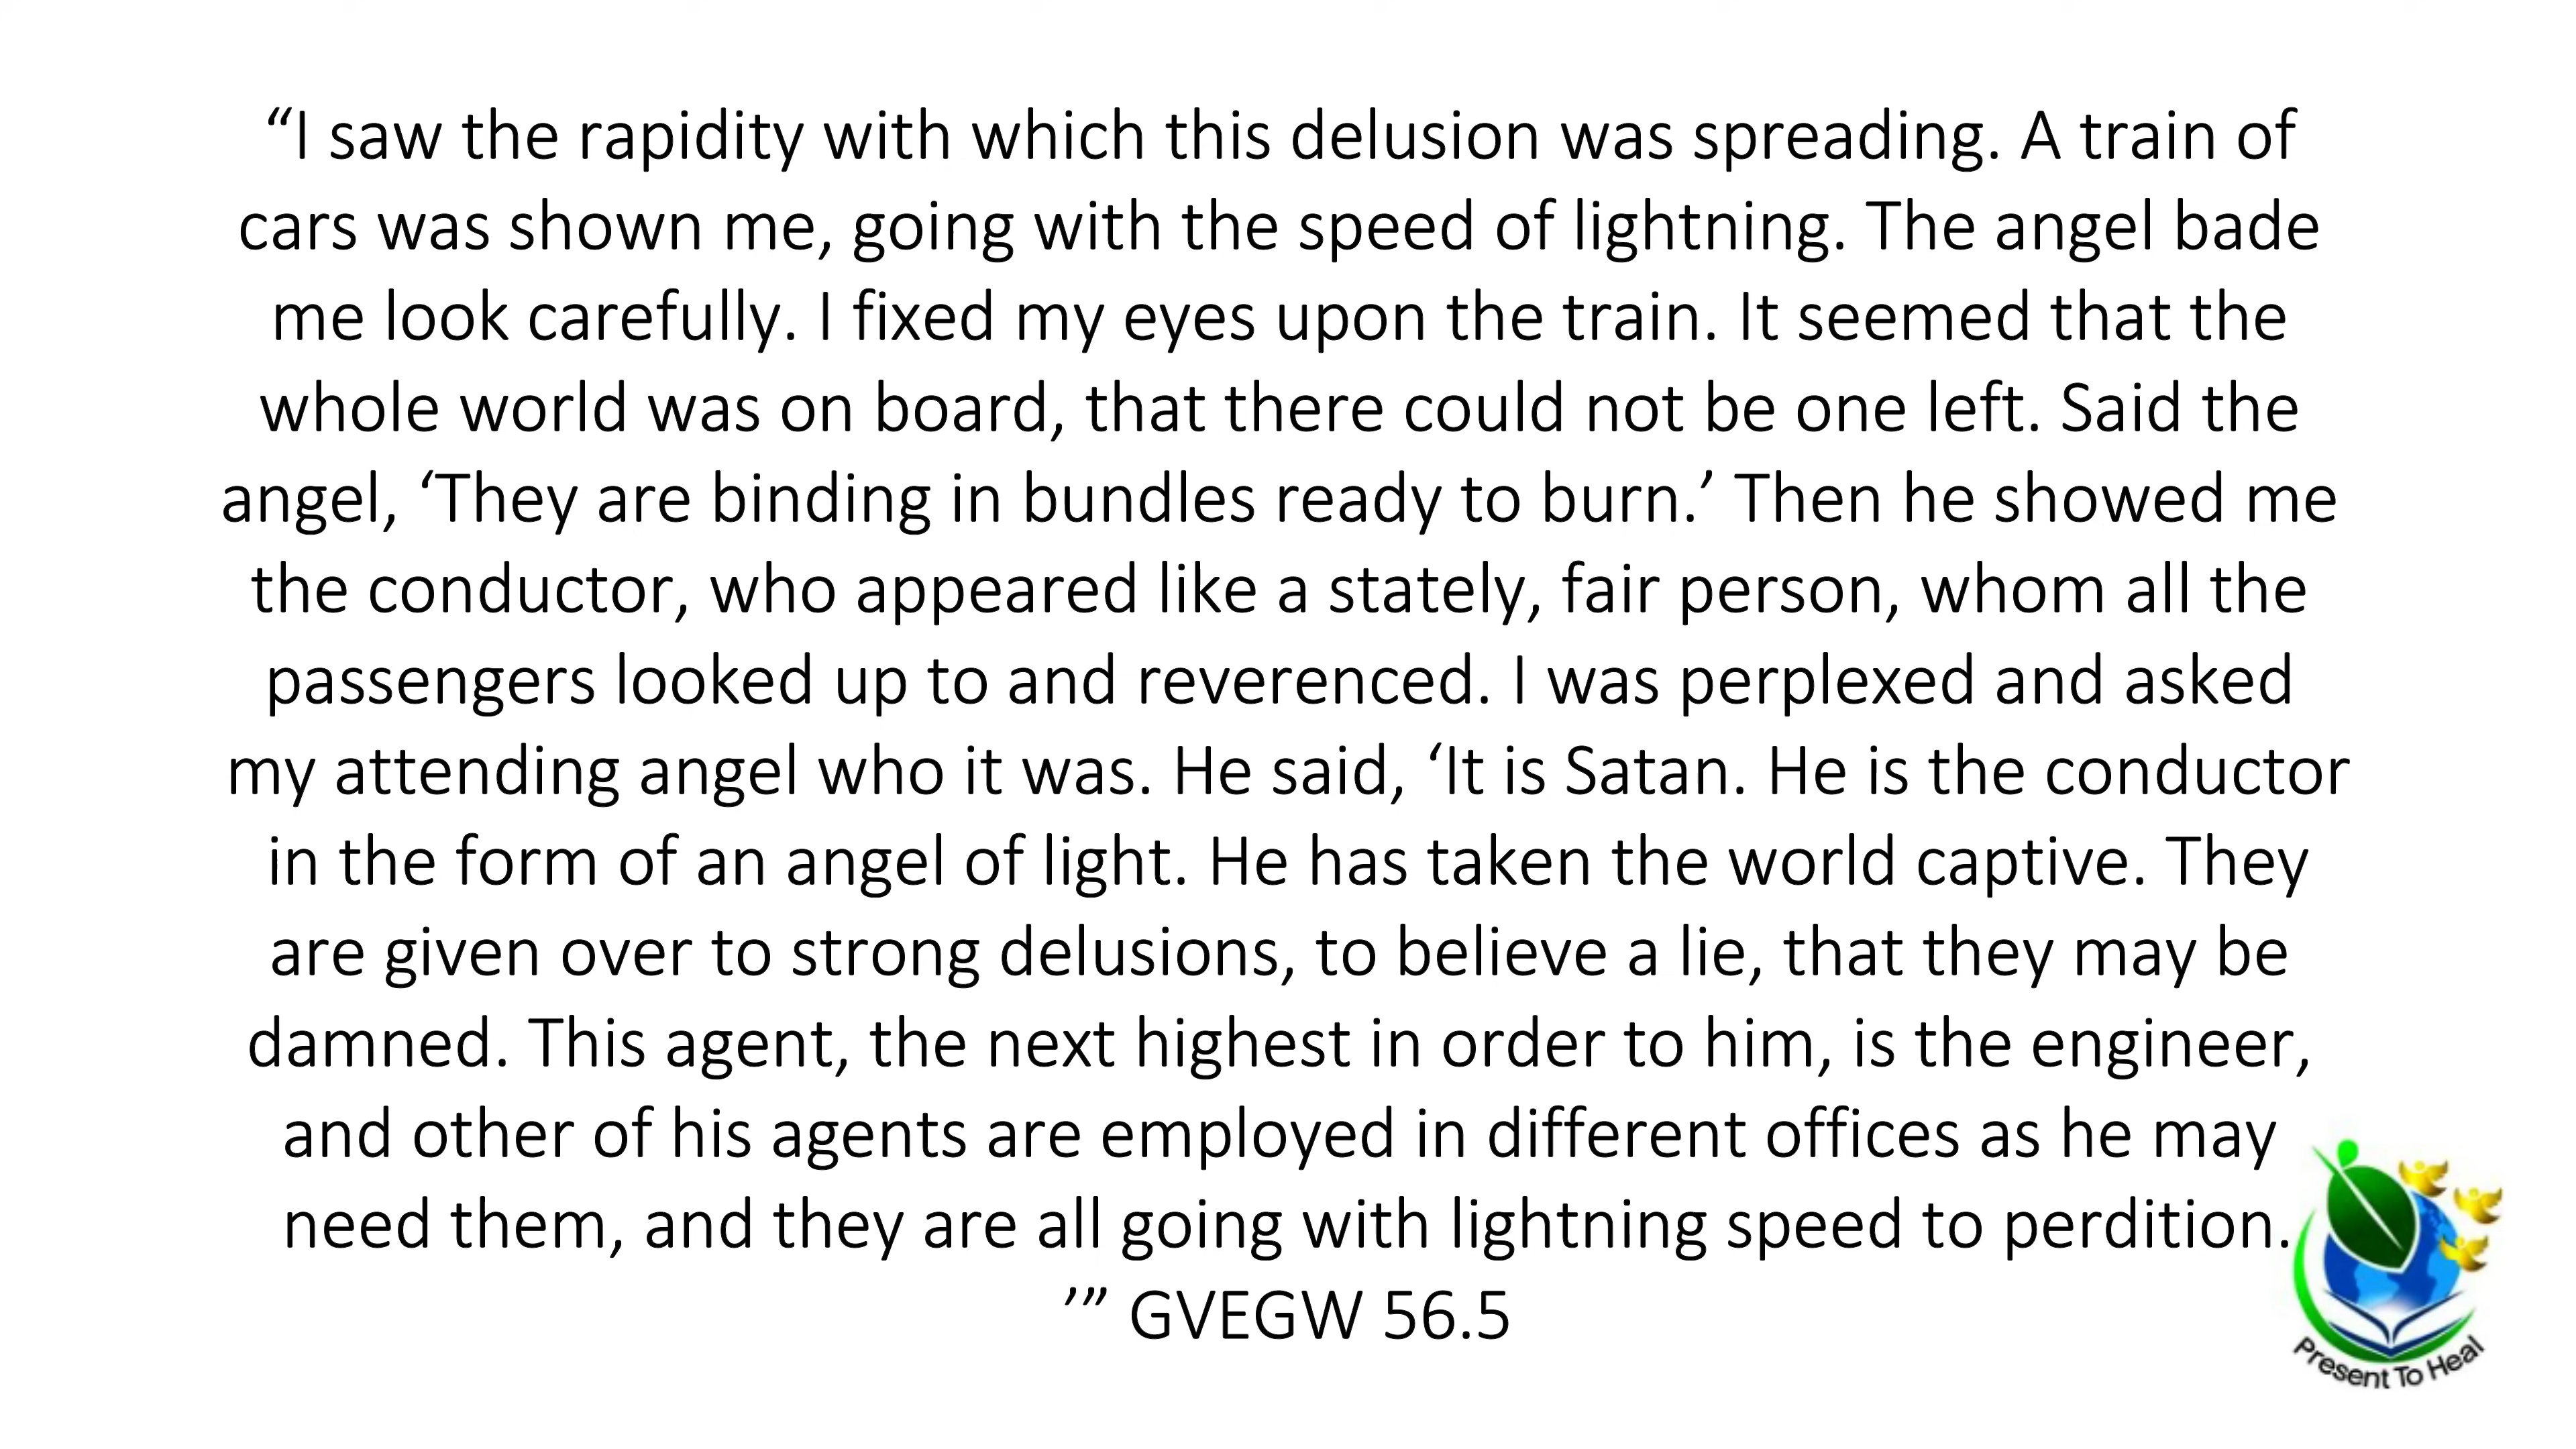 “I saw the rapidity with which this delusion was spreading. A train of
cars was shown me, going with the speed of lightning. The angel bade
me look carefully. I fixed my eyes upon the train. It seemed that the
whole world was on board, that there could not be one left. Said the
angel, ‘They are binding in bundles ready to burn.’ Then he showed me
the conductor, who appeared like a stately, fair person, whom all the
passengers looked up to and reverenced. I was perplexed and asked
my attending angel who it was. He said, ‘It is Satan. He is the conductor
in the form of an angel of light. He has taken the world captive. They
are given over to strong delusions, to believe a lie, that they may be
damned. This agent, the next highest in order to him, is the engineer,
and other of his agents are employed in different offices as he may
need them, and they are all going with lightning speed to perdition.
’” GVEGW 56.5
Present To Heal